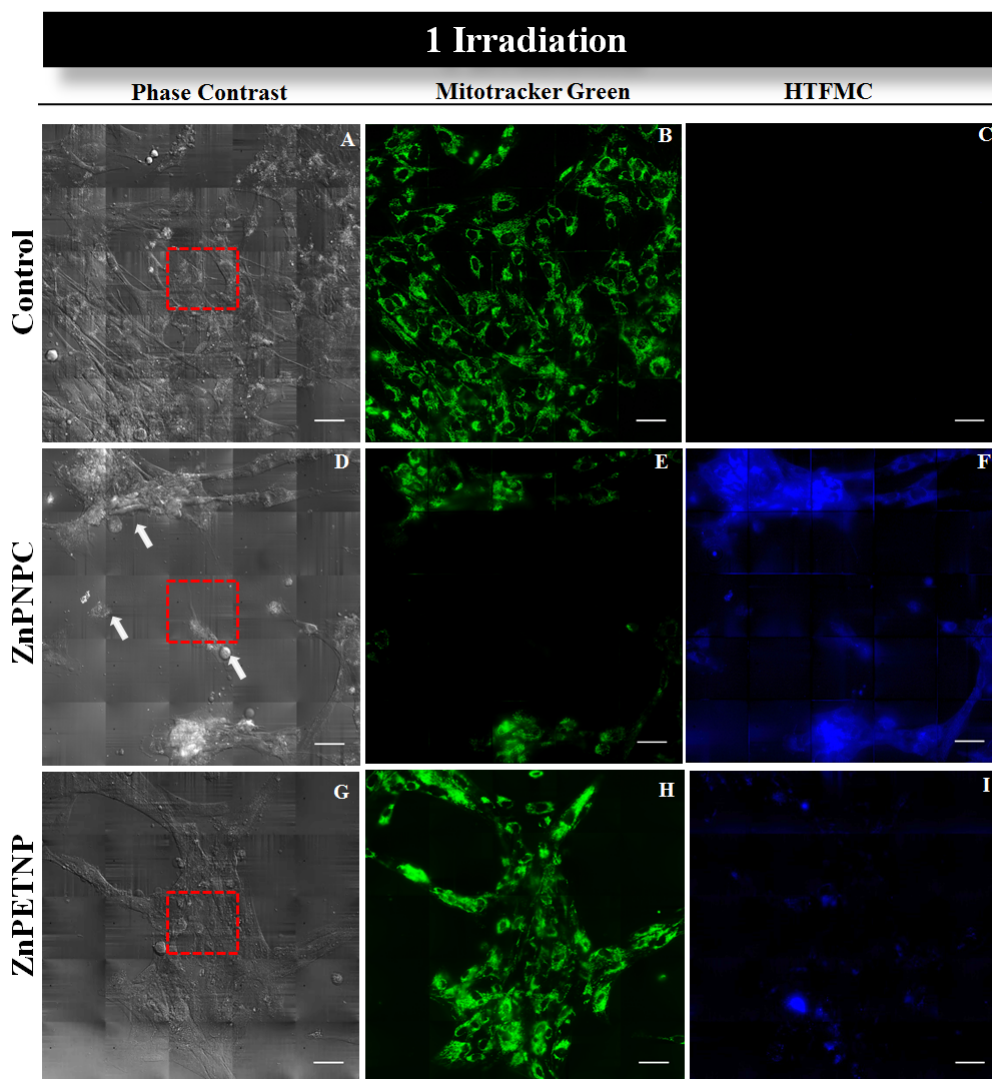 1 Irradiation
Phase Contrast Mitotracker Green HTFMC
Control
A B C
ZnPNPC
D E F
ZnPETNP
G H I